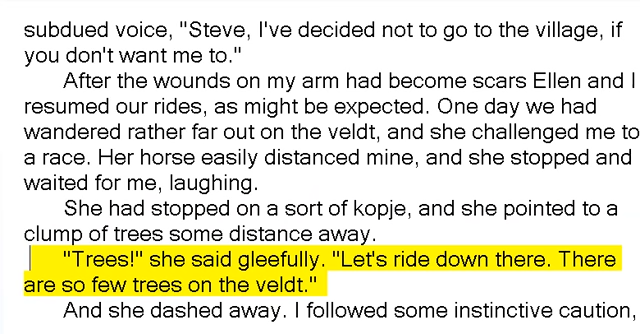 subdued voice, "Steve, I've decided not to go to the village, if
you don't want me to."
After the wounds on my arm had become scars Ellen and I
resumed our rides, as might be expected. One day we had
wandered rather far out on the veldt, and she challenged me to
a race. Her horse easily distanced mine, and she stopped and
waited for me, laughing.
She had stopped on a sort of kopje, and she pointed to a
clump of trees some distance away.
"Trees!" she said gleefully. "Let's ride down there. There
are so few trees on the veldt."
And she dashed away. I followed some instinctive caution,